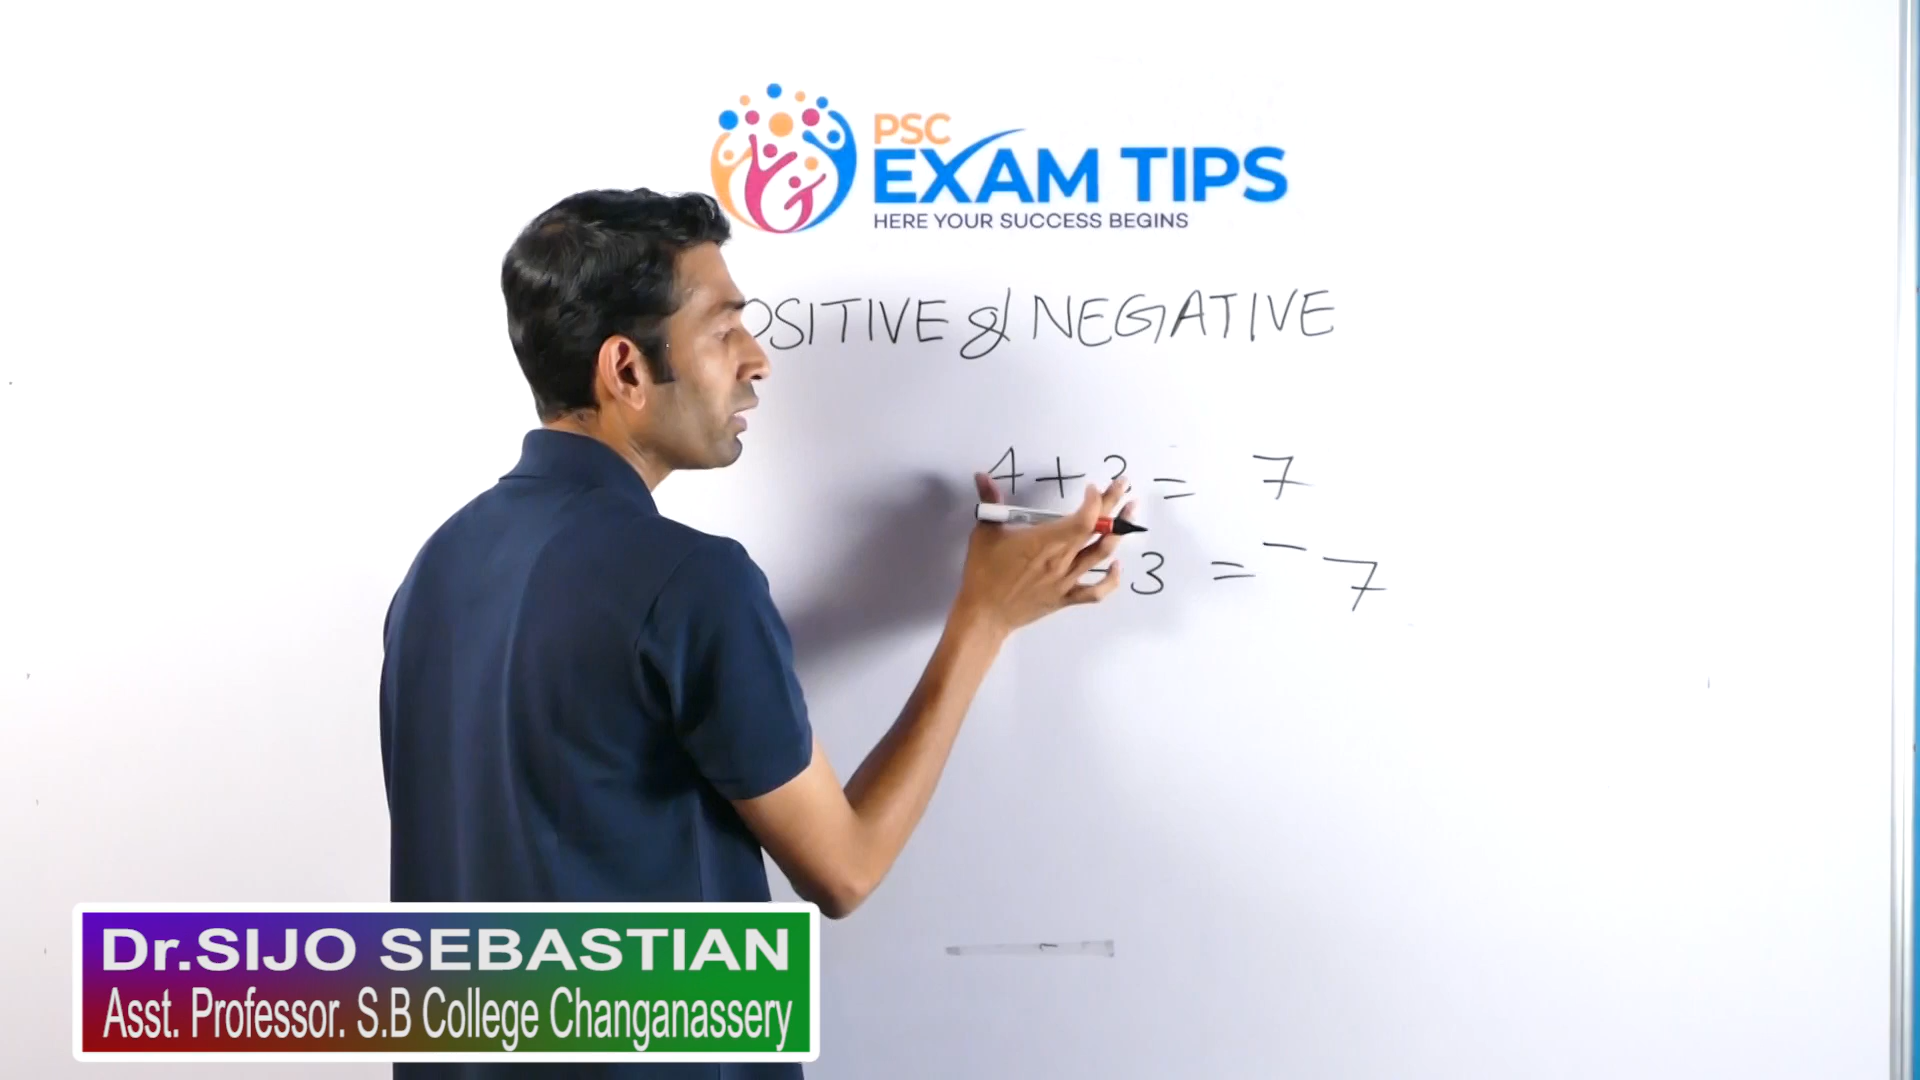 PSC
EXAM TIPS
HERE YOUR SUCCESS BEGINS
OSITIVE & NEGATIVE
4 + 3 = 7
- 3 = - 7
Dr.SIJO SEBASTIAN
Asst. Professor. S.B College Changanassery